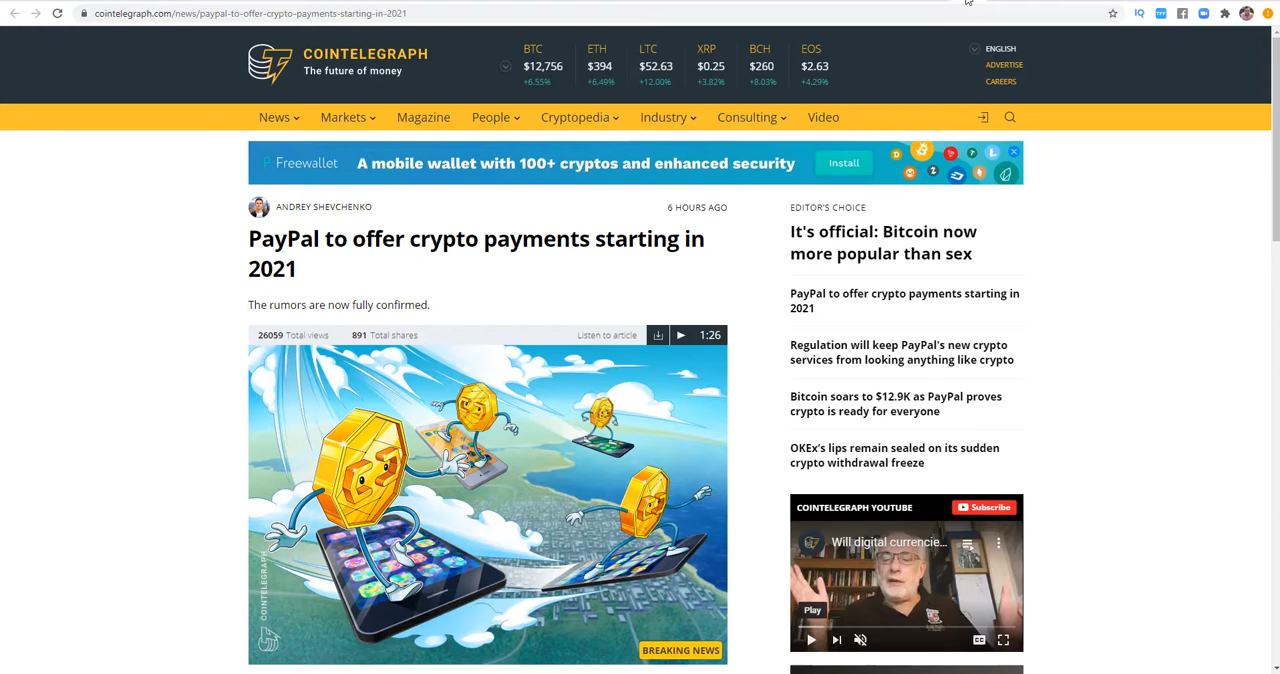 cointelegraph.com/news/paypal-to-offer-crypto-payments-starting-in-2021
COINTELEGRAPH
The future of money
BTC ETH LTC XRP BCH EOS
$12,756 $394 $52.63 $0.25 $260 $2.63
+6.55% +6.49% +12.00% +3.82% +8.03% +4.29%
ENGLISH
ADVERTISE
CAREERS
News Markets Magazine People Cryptopedia Industry Consulting Video
Freewallet A mobile wallet with 100+ cryptos and enhanced security Install
ANDREY SHEVCHENKO 6 HOURS AGO
PayPal to offer crypto payments starting in
2021
The rumors are now fully confirmed.
26059 Total views 891 Total shares Listen to article 1:26
COINTELEGRAPH
BREAKING NEWS
EDITOR'S CHOICE
It's official: Bitcoin now
more popular than sex
PayPal to offer crypto payments starting in
2021
Regulation will keep PayPal's new crypto
services from looking anything like crypto
Bitcoin soars to $12.9K as PayPal proves
crypto is ready for everyone
OKEx's lips remain sealed on its sudden
crypto withdrawal freeze
COINTELEGRAPH YOUTUBE Subscribe
Will digital currencie...
Play